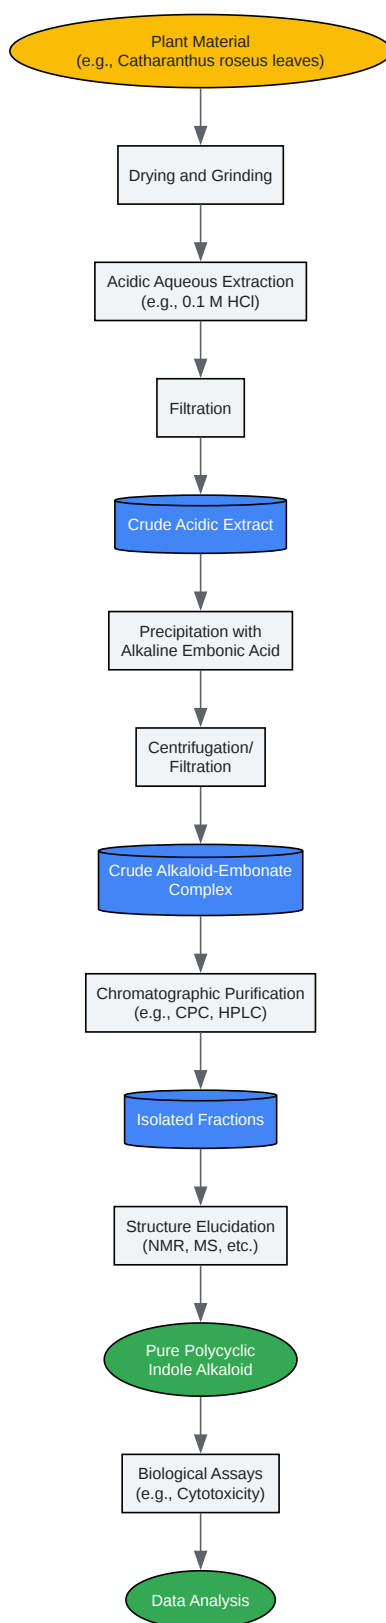 Plant Material
(e.g., Catharanthus roseus leaves)
Drying and Grinding
Acidic Aqueous Extraction
(e.g., 0.1 M HCl)
Filtration
Crude Acidic Extract
Precipitation with
Alkaline Embonic Acid
Centrifugation/
Filtration
Crude Alkaloid-Embonate
Complex
Chromatographic Purification
(e.g., CPC, HPLC)
Isolated Fractions
Structure Elucidation
(NMR, MS, etc.)
Pure Polycyclic
Indole Alkaloid
Biological Assays
(e.g., Cytotoxicity)
Data Analysis